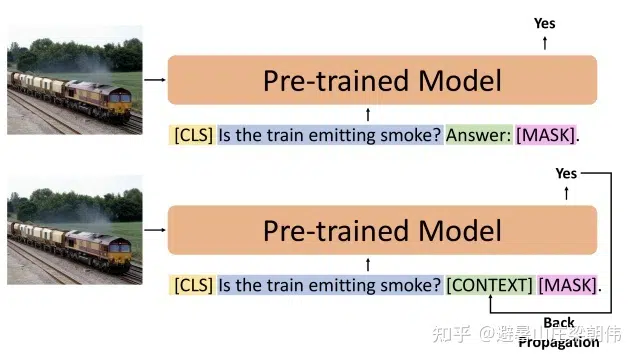 Yes
Pre-trained Model
[CLS] Is the train emitting smoke? Answer: [MASK].
Yes
Pre-trained Model
[CLS] Is the train emitting smoke? [CONTEXT] [MASK].
Back
Propagation
知乎 @避暑山庄梁朝伟